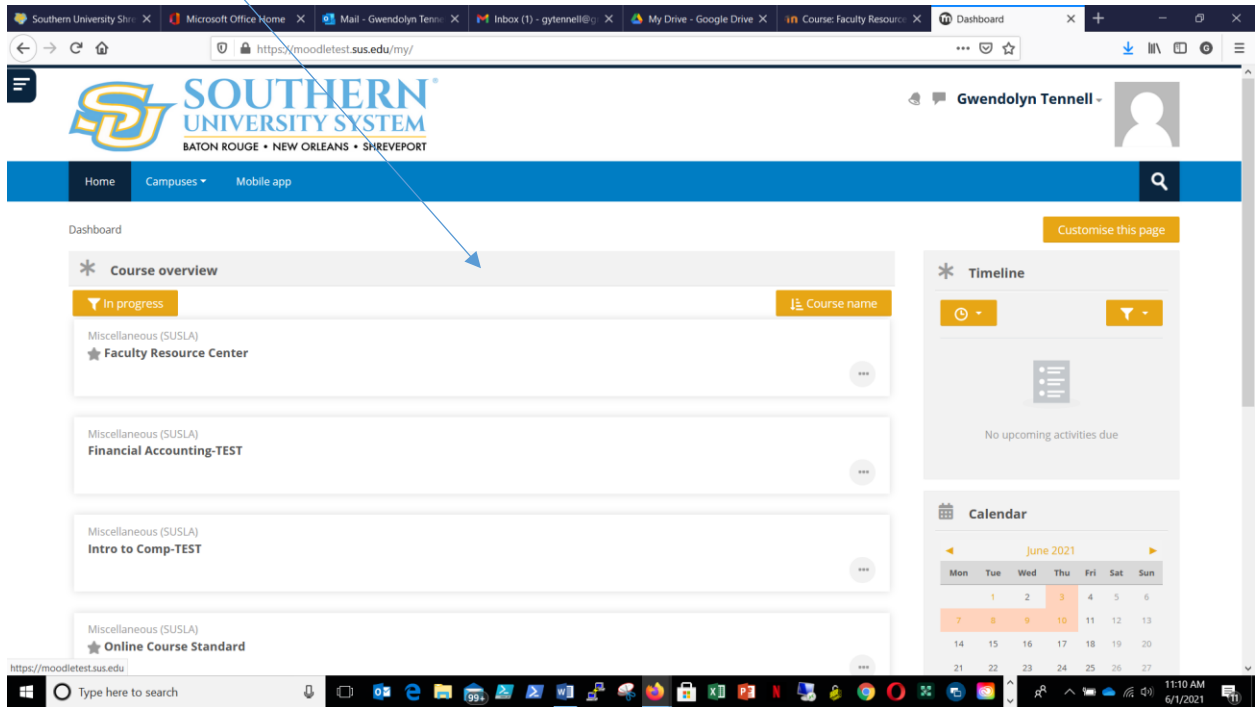 Southern University Shre
Microsoft Office Home
Mail - Gwendolyn Tenne
Inbox (1) - gytennell@g
My Drive - Google Drive
Course: Faculty Resource
Dashboard
https://moodletest.sus.edu/my/
SU
SOUTHERN
UNIVERSITY SYSTEM
BATON ROUGE • NEW ORLEANS • SHREVEPORT
Gwendolyn Tennell
Home
Campuses
Mobile app
Dashboard
Customise this page
Course overview
In progress
Course name
Miscellaneous (SUSLA)
Faculty Resource Center
Miscellaneous (SUSLA)
Financial Accounting-TEST
Miscellaneous (SUSLA)
Intro to Comp-TEST
Miscellaneous (SUSLA)
Online Course Standard
Timeline
No upcoming activities due
Calendar
June 2021
Mon Tue Wed Thu Fri Sat Sun
1 2 3 4 5 6
7 8 9 10 11 12 13
14 15 16 17 18 19 20
21 22 23 24 25 26 27
https://moodletest.sus.edu
Type here to search
99+
11:10 AM
6/1/2021